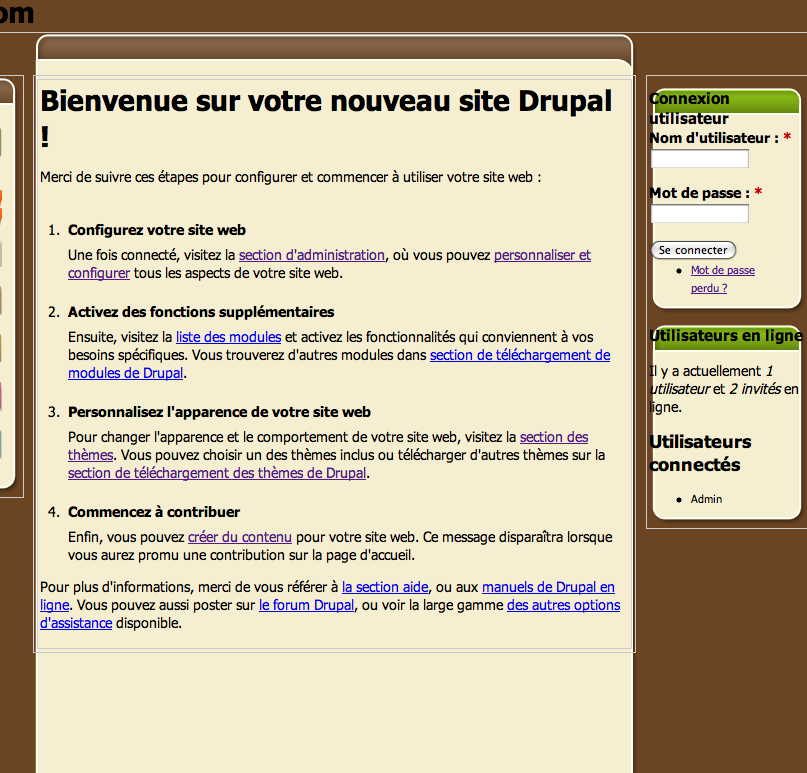 om
Bienvenue sur votre nouveau site Drupal
!
Merci de suivre ces étapes pour configurer et commencer à utiliser votre site web :
1. Configurez votre site web
Une fois connecté, visitez la section d'administration, où vous pouvez personnaliser et
configurer tous les aspects de votre site web.
2. Activez des fonctions supplémentaires
Ensuite, visitez la liste des modules et activez les fonctionnalités qui conviennent à vos
besoins spécifiques. Vous trouverez d'autres modules dans section de téléchargement de
modules de Drupal.
3. Personnalisez l'apparence de votre site web
Pour changer l'apparence et le comportement de votre site web, visitez la section des
thèmes. Vous pouvez choisir un des thèmes inclus ou télécharger d'autres thèmes sur la
section de téléchargement des thèmes de Drupal.
4. Commencez à contribuer
Enfin, vous pouvez créer du contenu pour votre site web. Ce message disparaîtra lorsque
vous aurez promu une contribution sur la page d'accueil.
Pour plus d'informations, merci de vous référer à la section aide, ou aux manuels de Drupal en
ligne. Vous pouvez aussi poster sur le forum Drupal, ou voir la large gamme des autres options
d'assistance disponible.
Connexion
utilisateur
Nom d'utilisateur : *
Mot de passe : *
Se connecter
Mot de passe
perdu ?
Utilisateurs en ligne
Il y a actuellement 1
utilisateur et 2 invités en
ligne.
Utilisateurs
connectés
Admin